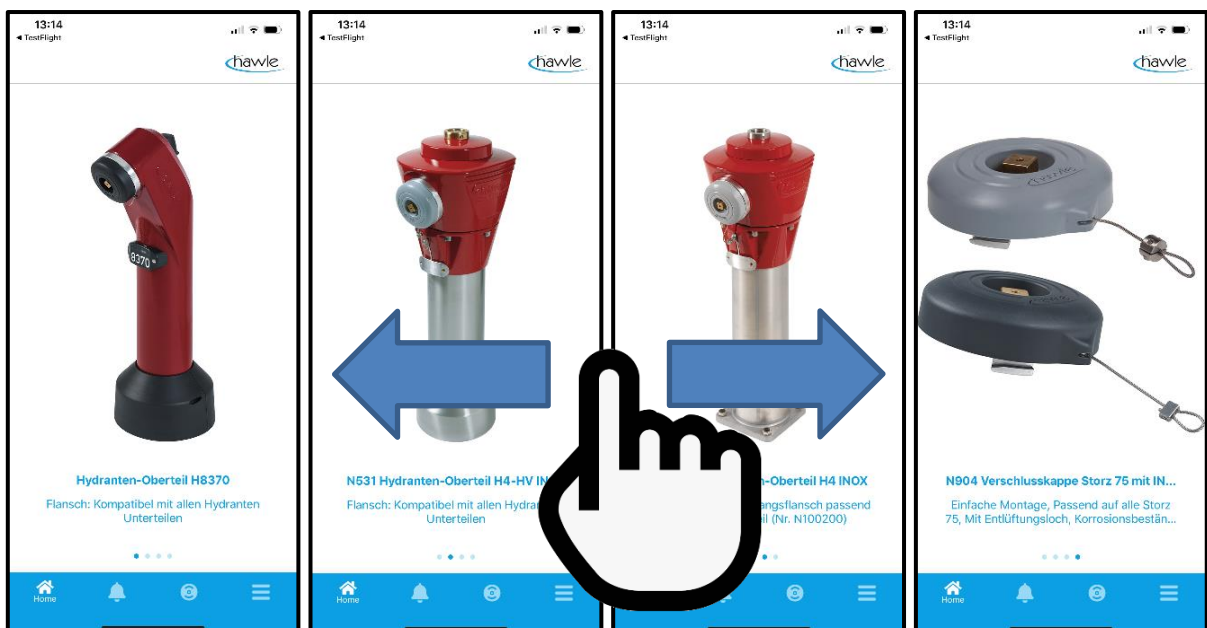 13:14
TestFlight
hawle
8370
Hydranten-Oberteil H8370
Flansch: Kompatibel mit allen Hydranten
Unterteilen
Home
13:14
TestFlight
hawle
N531 Hydranten-Oberteil H4-HV IN
Flansch: Kompatibel mit allen Hydra
Unterteilen
Home
13:14
TestFlight
hawle
n-Oberteil H4 INOX
angsflansch passend
eil (Nr. N100200)
13:14
TestFlight
hawle
hawle
N904 Verschlusskappe Storz 75 mit IN...
Einfache Montage, Passend auf alle Storz
75, Mit Entlüftungsloch, Korrosionsbestän...
Home